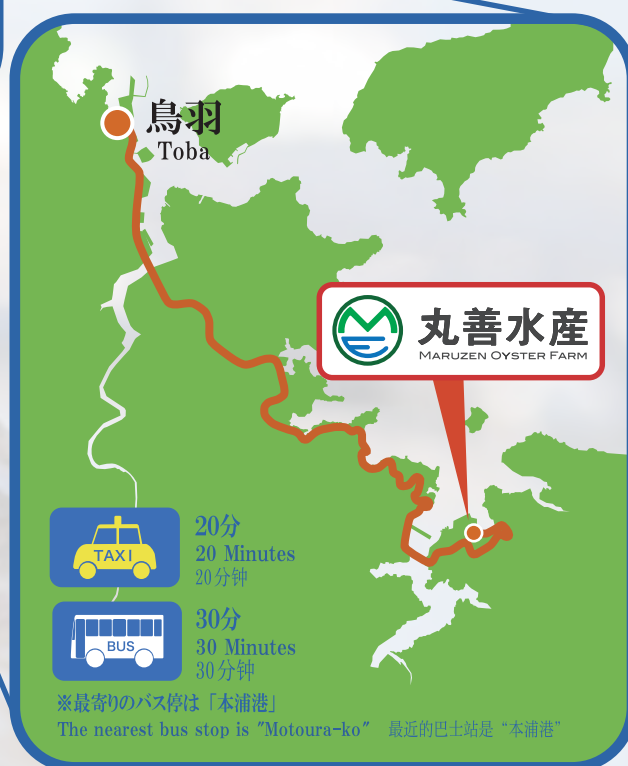 鳥羽
Toba
丸善水産
MARUZEN OYSTER FARM
TAXI
20分
20 Minutes
20分钟
BUS
30分
30 Minutes
30分钟
※最寄りのバス停は「本浦港」
The nearest bus stop is "Motoura-ko" 最近的巴士站是“本浦港”